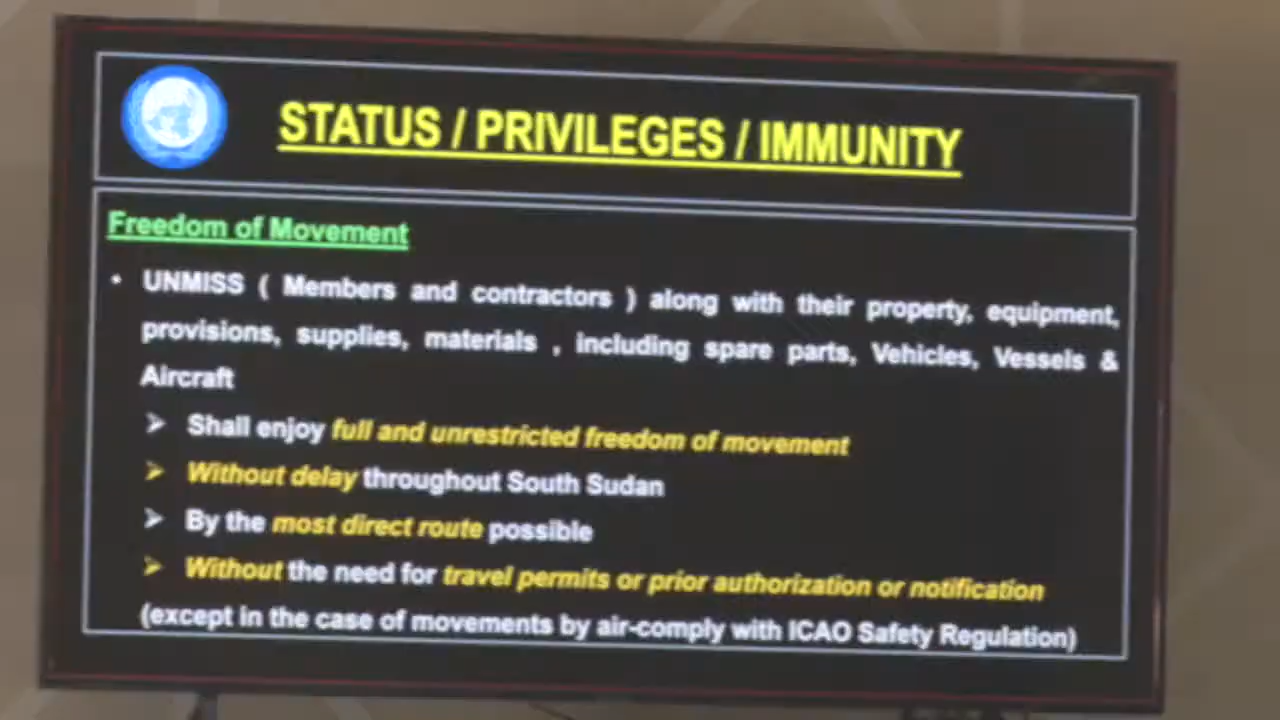 STATUS / PRIVILEGES / IMMUNITY
Freedom of Movement
• UNMISS ( Members and contractors ) along with their property, equipment,
provisions, supplies, materials , including spare parts, Vehicles, Vessels &
Aircraft
➢ Shall enjoy full and unrestricted freedom of movement
➢ Without delay throughout South Sudan
➢ By the most direct route possible
➢ Without the need for travel permits or prior authorization or notification
(except in the case of movements by air-comply with ICAO Safety Regulation)